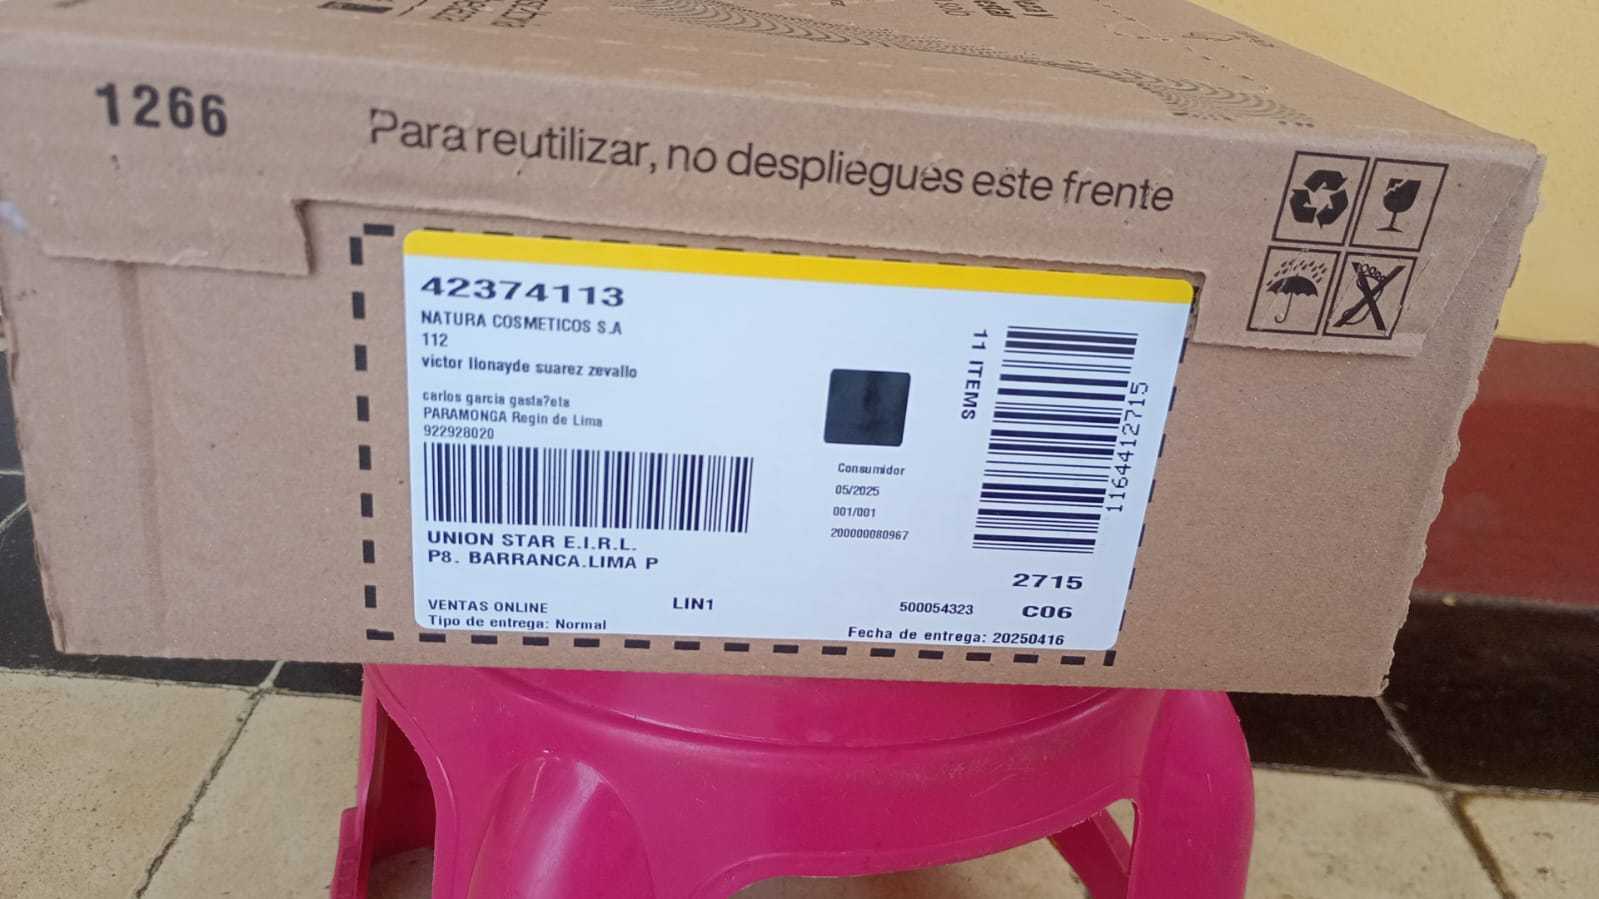 1266
Para reutilizar, no despliegues este frente
42374113
NATURA COSMETICOS S.A
112
victor llonayde suarez zevallo
carlos garcia gasta?eta
PARAMONGA Regin de Lima
922928020
UNION STAR E.I.R.L.
P8. BARRANCA.LIMA P
VENTAS ONLINE
Tipo de entrega: Normal
LIN1
Consumidor
05/2025
001/001
200000080967
11 ITEMS
1164412715
2715
500054323
C06
Fecha de entrega: 20250416